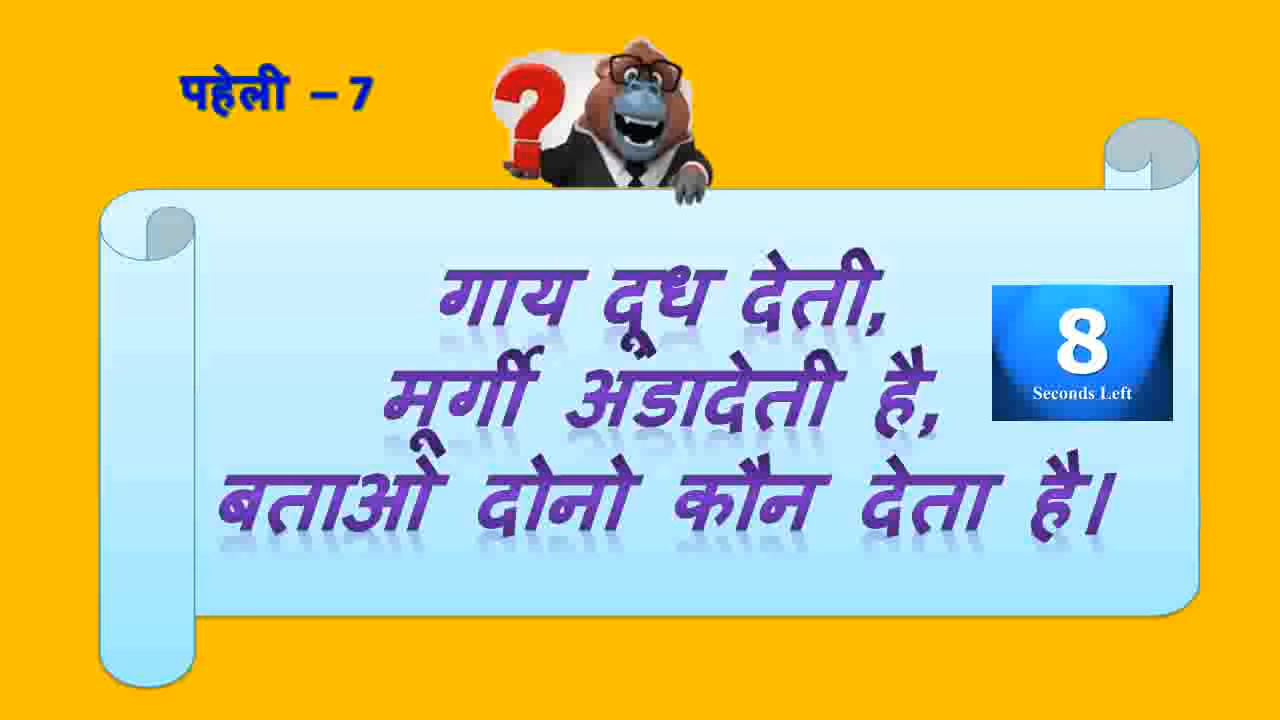 पहेली – 7
गाय दूध देती,
8
मूर्गी अंडादेती है,
Seconds Left
बताओ दोनो कौन देता है।